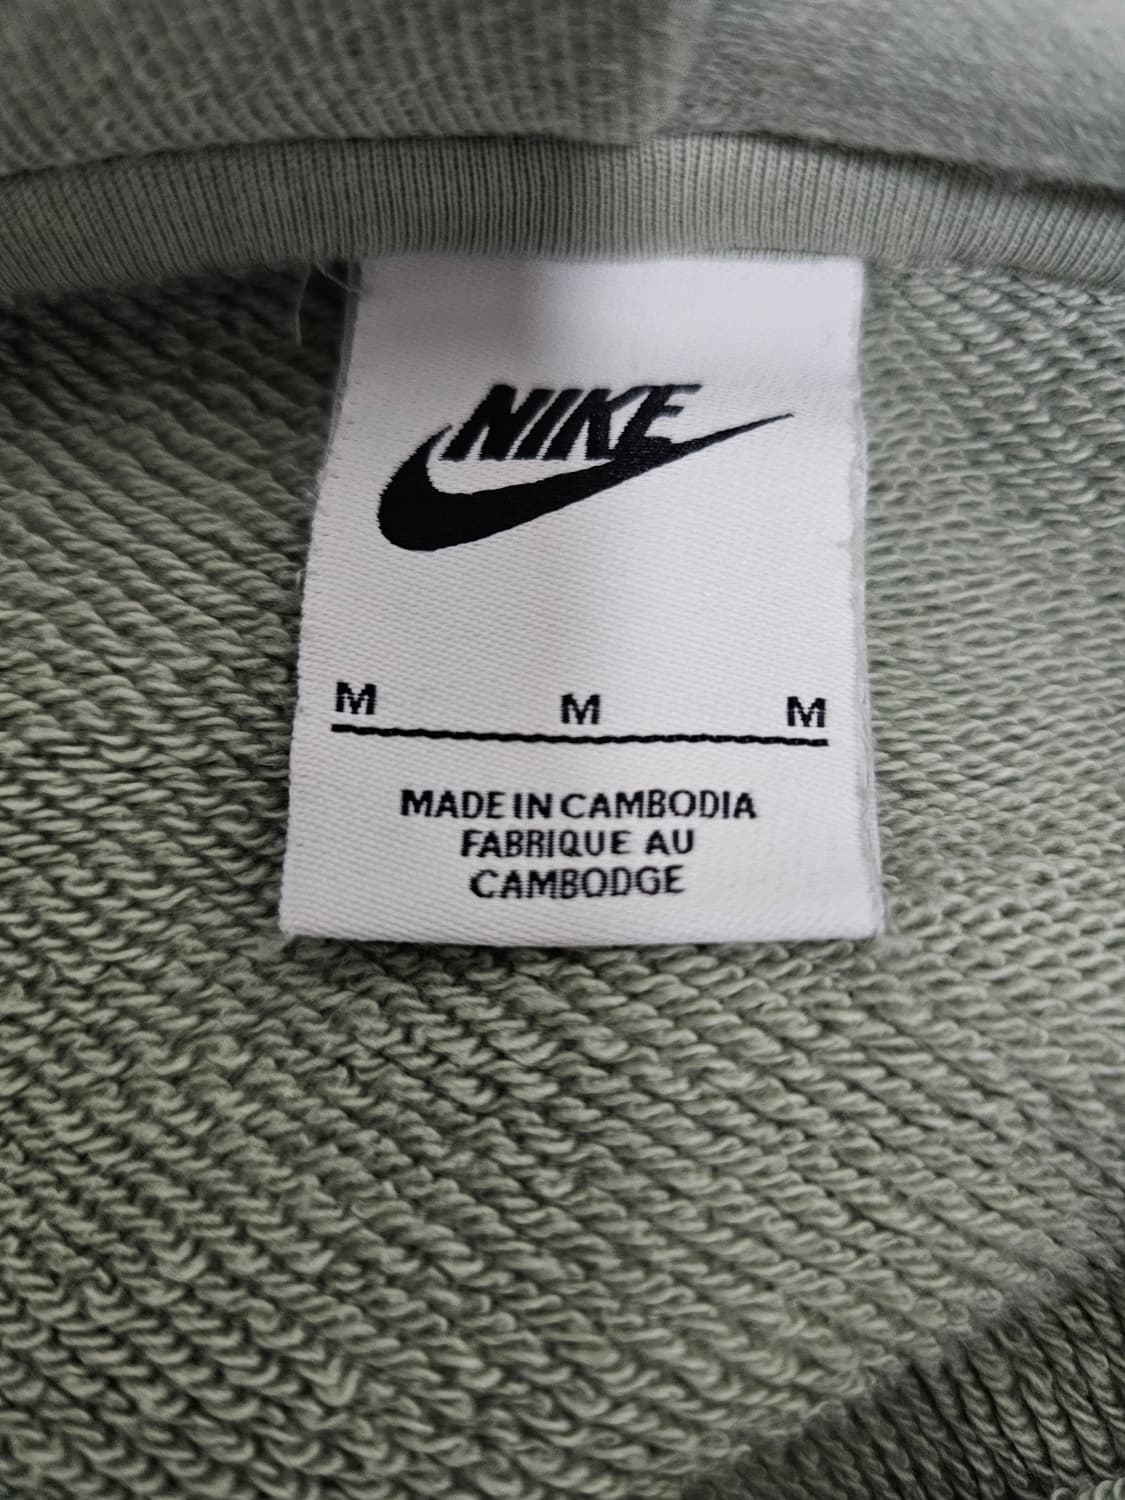 NIKE
M M M
MADE IN CAMBODIA
FABRIQUE AU
CAMBODGE